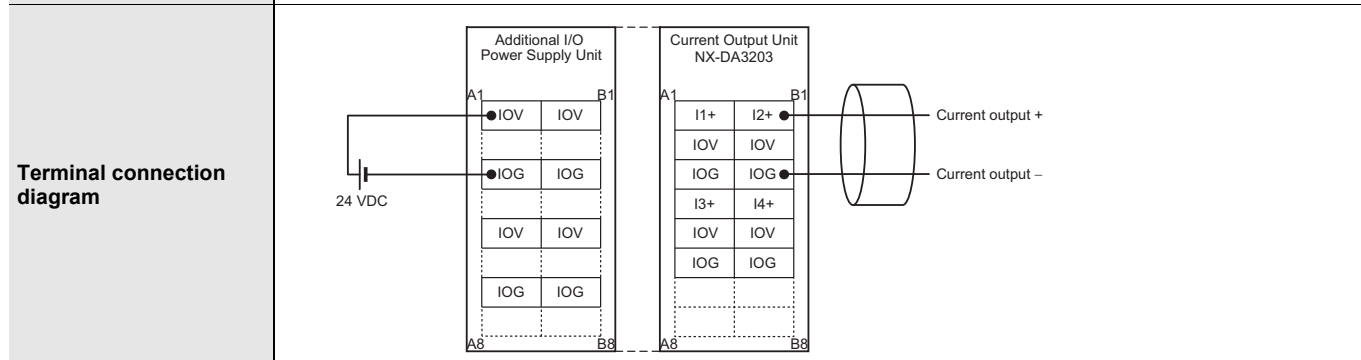 Terminal connection
diagram
24 VDC
Additional I/O
Power Supply Unit
A1 B1
IOV IOV
IOG IOG
IOV IOV
IOG IOG
A8 B8
Current Output Unit
NX-DA3203
A1 B1
I1+ I2+
IOV IOV
IOG IOG
I3+ I4+
IOV IOV
IOG IOG
A8 B8
Current output +
Current output −